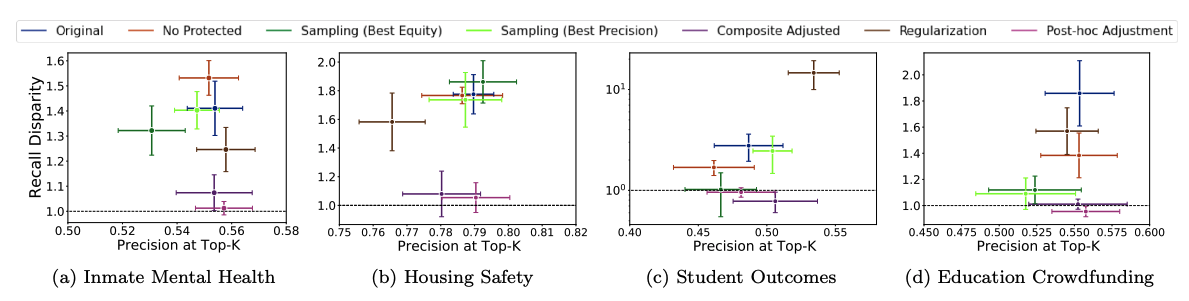 Original No Protected Sampling (Best Equity) Sampling (Best Precision) Composite Adjusted Regularization Post-hoc Adjustment
Recall Disparity
1.6
1.5
1.4
1.3
1.2
1.1
1.0
0.50 0.52 0.54 0.56 0.58
Precision at Top-K
(a) Inmate Mental Health
2.0
1.8
1.6
1.4
1.2
1.0
0.75 0.76 0.77 0.78 0.79 0.80 0.81 0.82
Precision at Top-K
(b) Housing Safety
10¹
10⁰
0.40 0.45 0.50 0.55
Precision at Top-K
(c) Student Outcomes
2.0
1.8
1.6
1.4
1.2
1.0
0.450 0.475 0.500 0.525 0.550 0.575 0.600
Precision at Top-K
(d) Education Crowdfunding